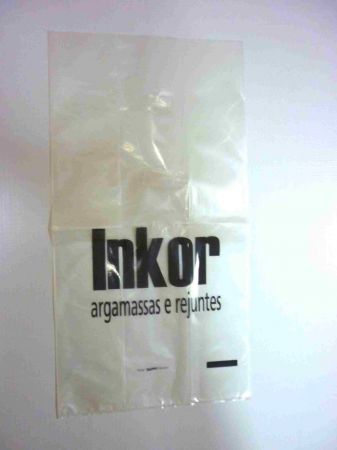 Inkor
argamassas e rejuntes